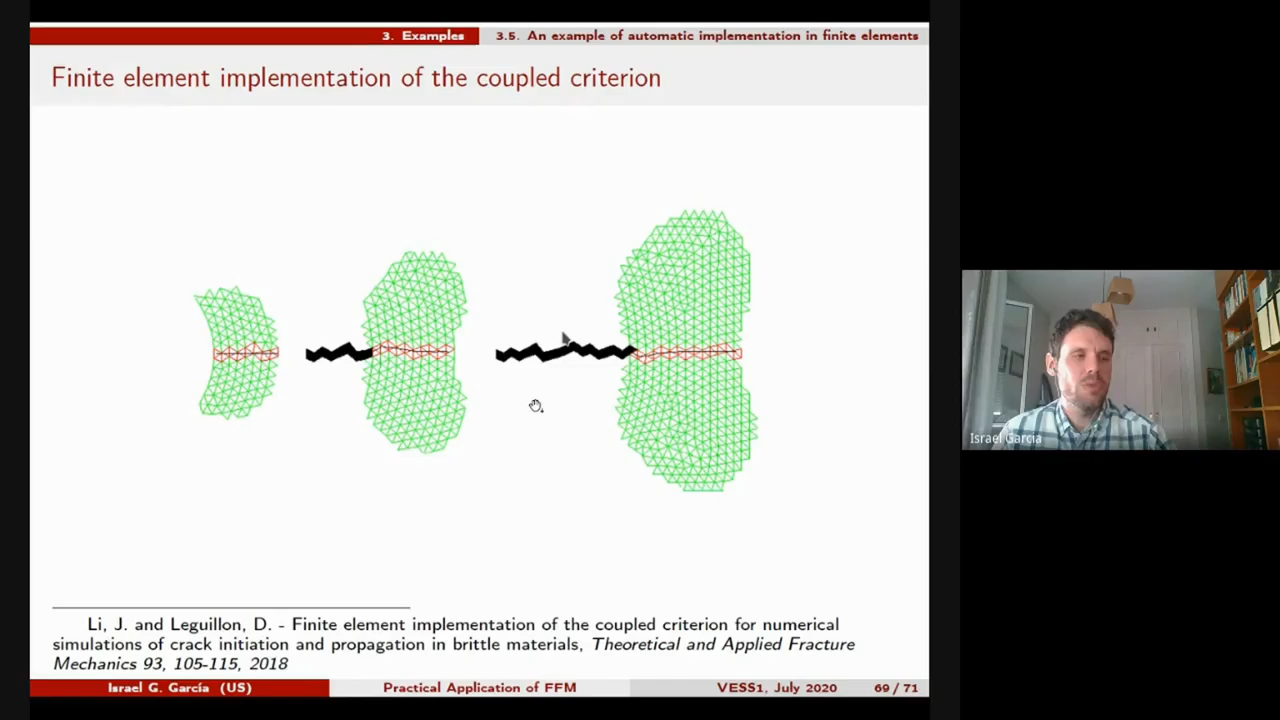 3. Examples
3.5. An example of automatic implementation in finite elements
Finite element implementation of the coupled criterion
Li, J. and Leguillon, D. - Finite element implementation of the coupled criterion for numerical
simulations of crack initiation and propagation in brittle materials, Theoretical and Applied Fracture
Mechanics 93, 105-115, 2018
Israel G. García (US)
Practical Application of FFM
VESS1, July 2020
69 / 71
Israel García